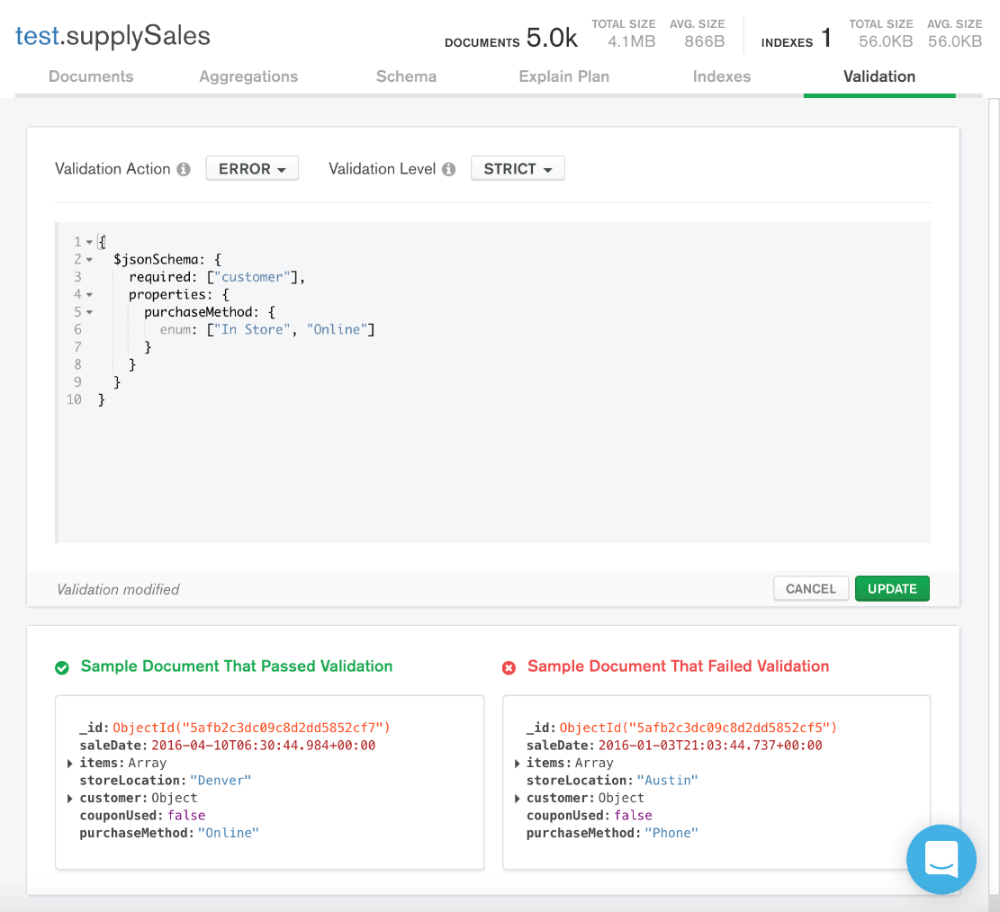 test.supplySales
DOCUMENTS 5.0k TOTAL SIZE 4.1MB AVG. SIZE 866B INDEXES 1 TOTAL SIZE 56.0KB AVG. SIZE 56.0KB
Documents Aggregations Schema Explain Plan Indexes Validation
Validation Action ERROR Validation Level STRICT
1 {
2 $jsonSchema: {
3 required: ["customer"],
4 properties: {
5 purchaseMethod: {
6 enum: ["In Store", "Online"]
7 }
8 }
9 }
10 }
Validation modified CANCEL UPDATE
Sample Document That Passed Validation
_id: ObjectId("5afb2c3dc09c8d2dd5852cf7")
saleDate: 2016-04-10T06:30:44.984+00:00
items: Array
storeLocation: "Denver"
customer: Object
couponUsed: false
purchaseMethod: "Online"
Sample Document That Failed Validation
_id: ObjectId("5afb2c3dc09c8d2dd5852cf5")
saleDate: 2016-01-03T21:03:44.737+00:00
items: Array
storeLocation: "Austin"
customer: Object
couponUsed: false
purchaseMethod: "Phone"